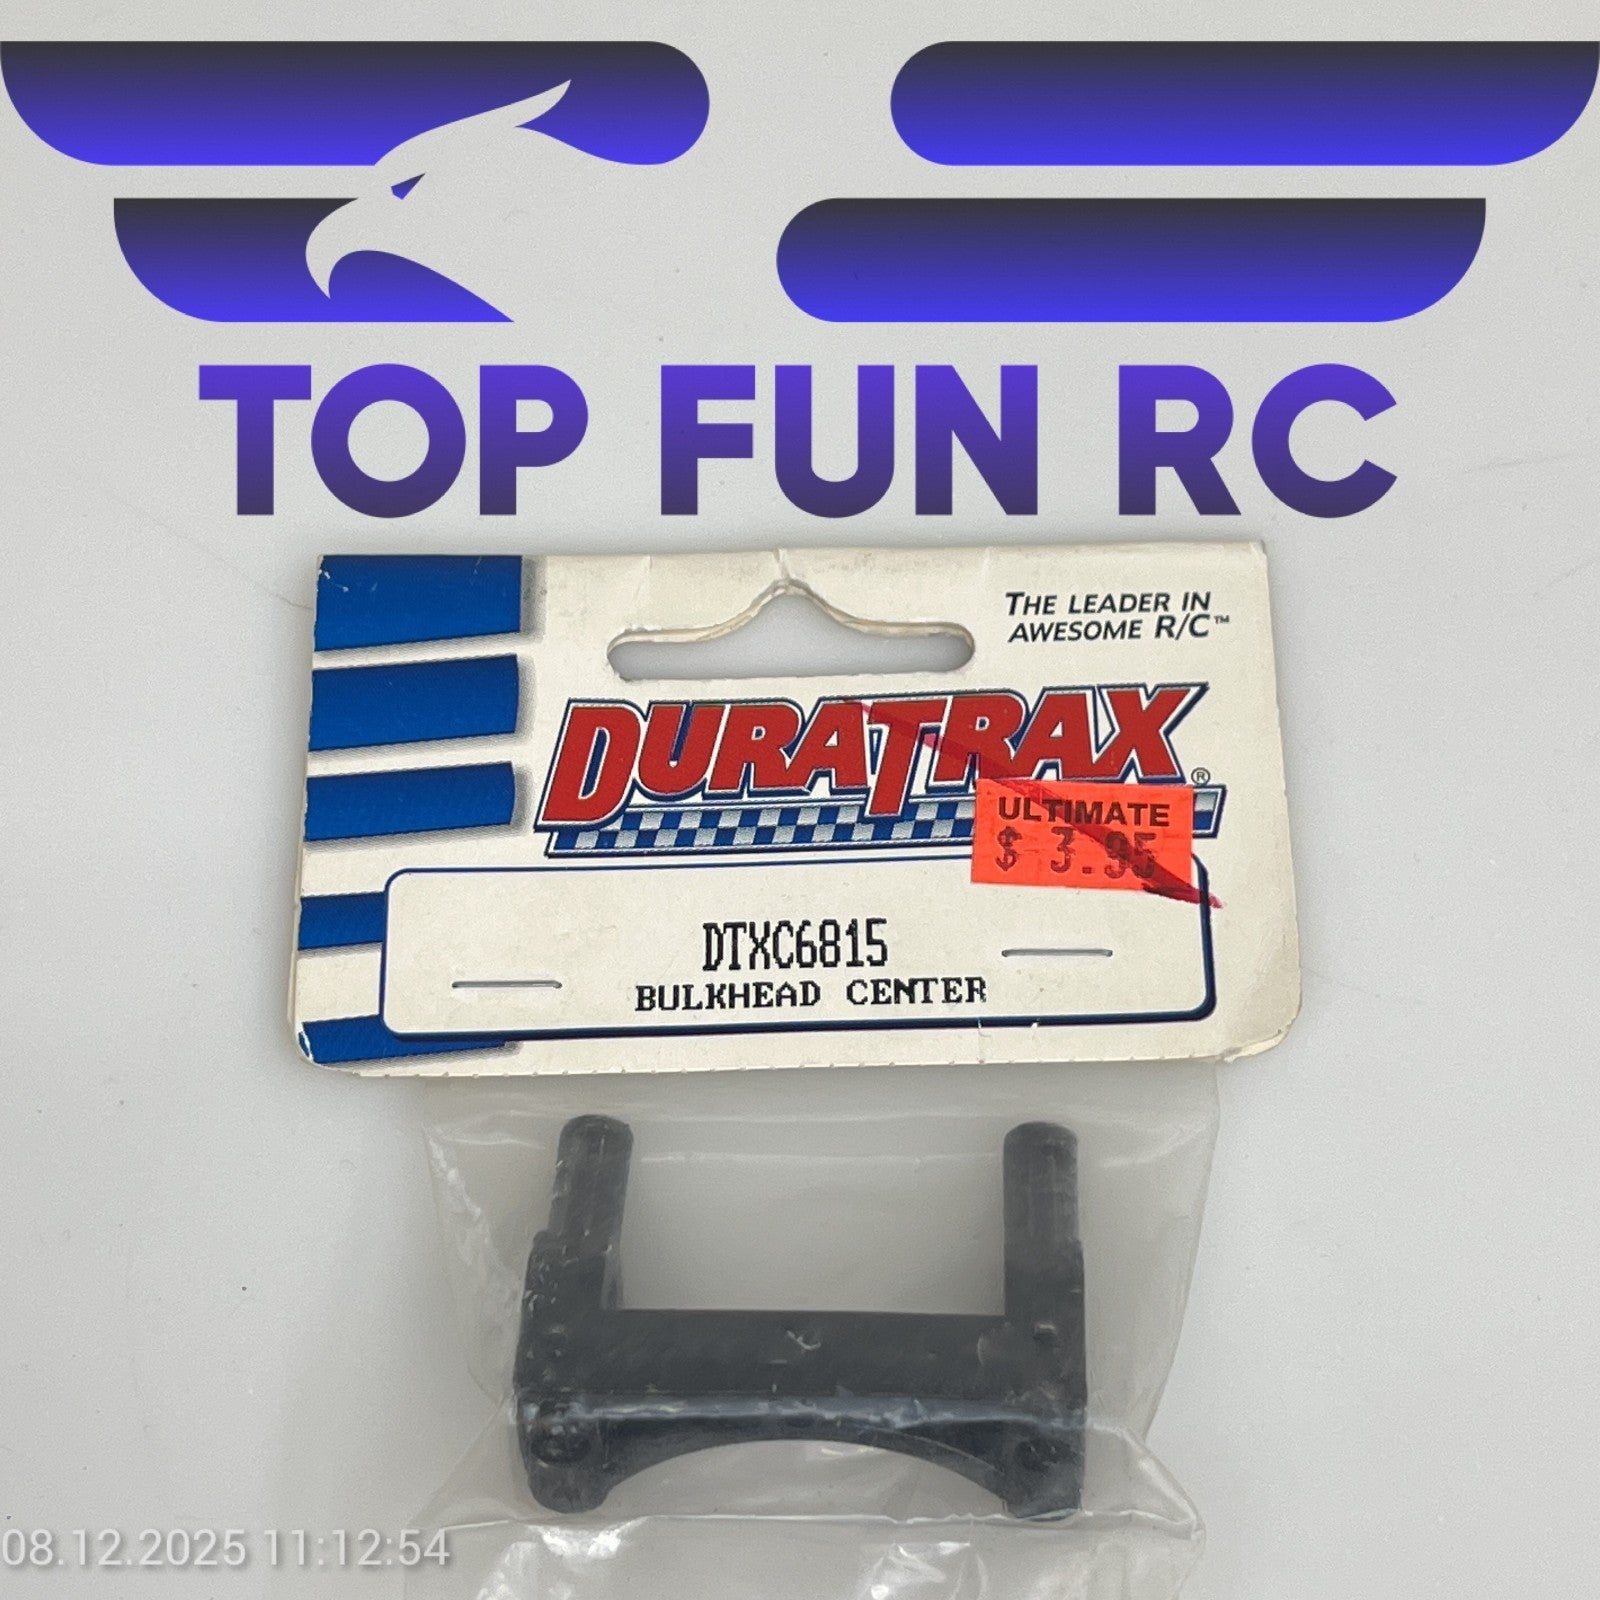 TOP FUN RC
THE LEADER IN
AWESOME R/C™
DURATRAX®
ULTIMATE
$ 3.95
DTXC6815
BULKHEAD CENTER
08.12.2025 11:12:54